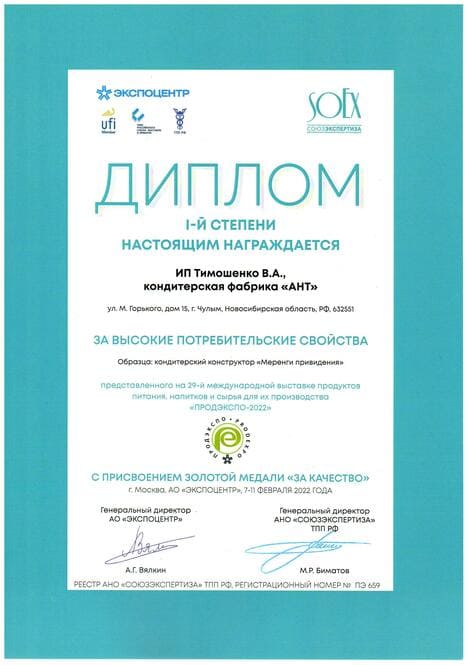 ЭКСПОЦЕНТР
SOEX
СОЮЗЭКСПЕРТИЗА
ufi
Member
ТПП РФ
ДИПЛОМ
I-Й СТЕПЕНИ
НАСТОЯЩИМ НАГРАЖДАЕТСЯ
ИП Тимошенко В.А.,
кондитерская фабрика «АНТ»
ул. М. Горького, дом 15, г. Чулым, Новосибирская область, РФ, 632551
ЗА ВЫСОКИЕ ПОТРЕБИТЕЛЬСКИЕ СВОЙСТВА
Образца: кондитерский конструктор «Меренги привидения»
представленного на 29-й международной выставке продуктов
питания, напитков и сырья для их производства
«ПРОДЭКСПО-2022»
ПРОДЭКСПО • PRODEXPO
С ПРИСВОЕНИЕМ ЗОЛОТОЙ МЕДАЛИ «ЗА КАЧЕСТВО»
г. Москва, АО «ЭКСПОЦЕНТР», 7-11 ФЕВРАЛЯ 2022 ГОДА
Генеральный директор
АО «ЭКСПОЦЕНТР»
Генеральный директор
АНО «СОЮЗЭКСПЕРТИЗА»
ТПП РФ
А.Г. Вялкин
М.Р. Биматов
РЕЕСТР АНО «СОЮЗЭКСПЕРТИЗА» ТПП РФ, РЕГИСТРАЦИОННЫЙ НОМЕР № ПЭ 659